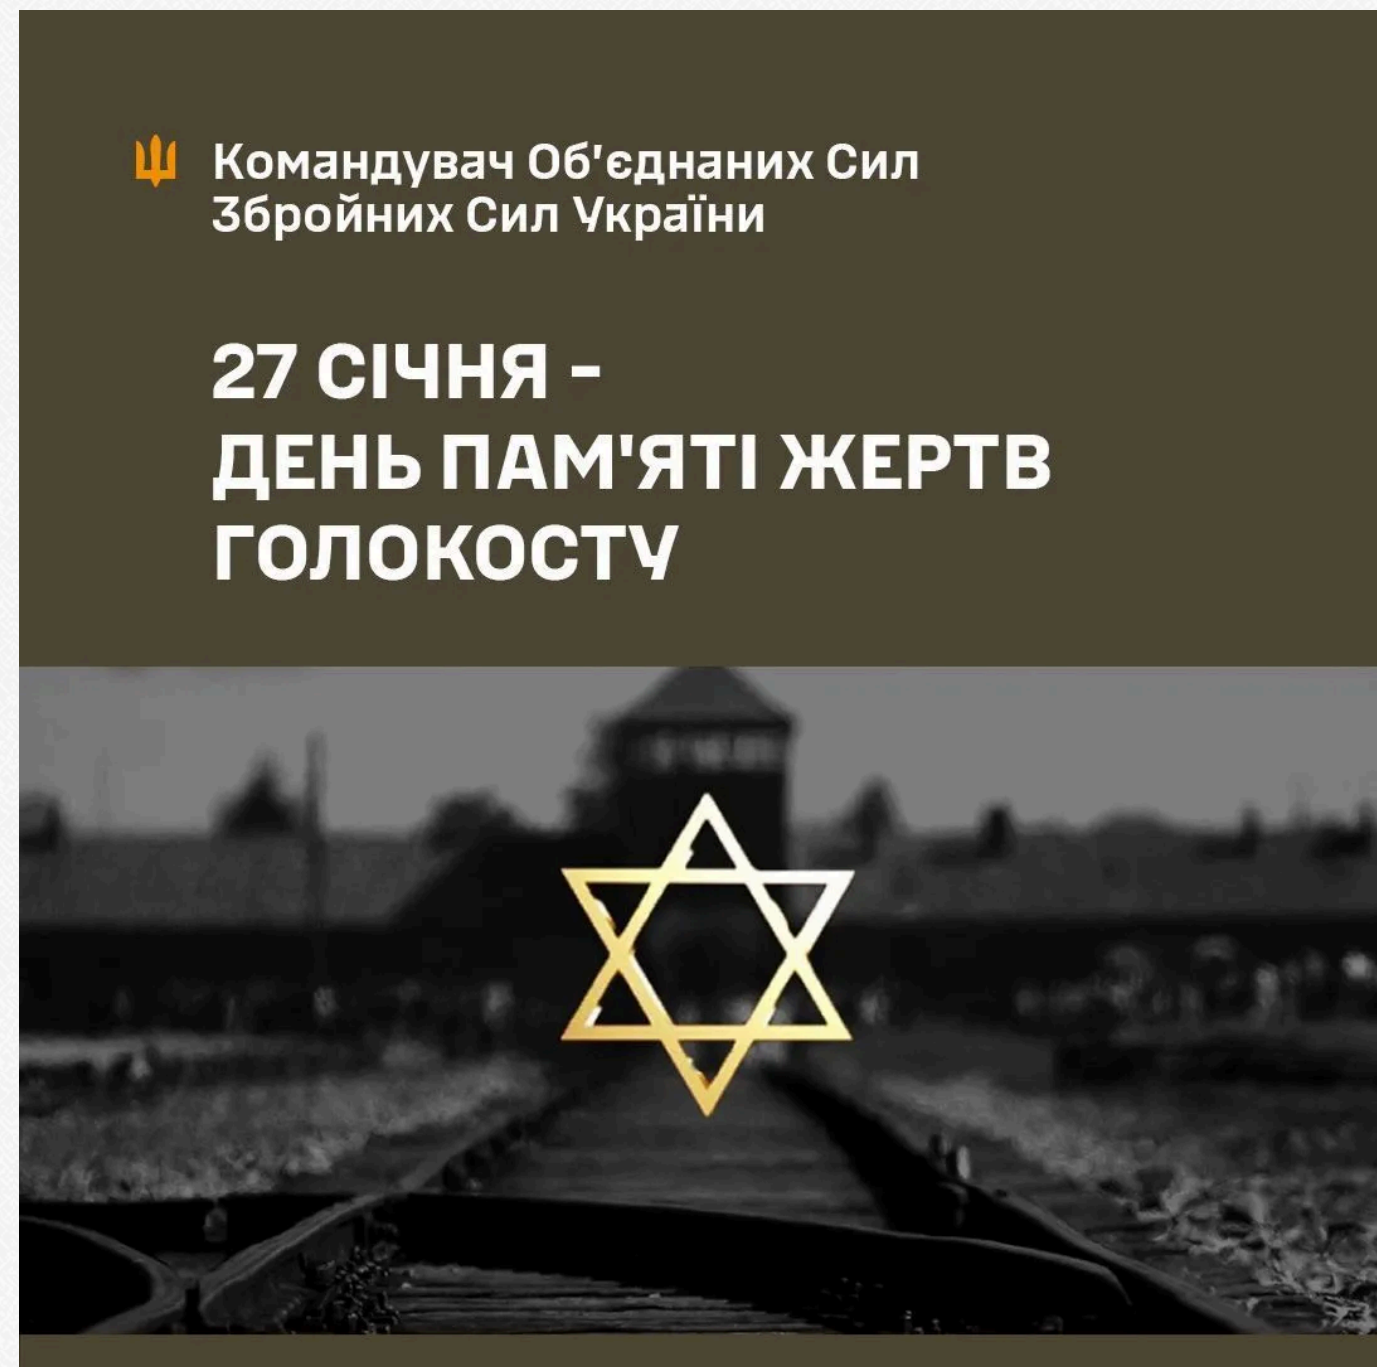 Командувач Об'єднаних Сил
Збройних Сил України
27 СІЧНЯ -
ДЕНЬ ПАМ'ЯТІ ЖЕРТВ
ГОЛОКОСТУ